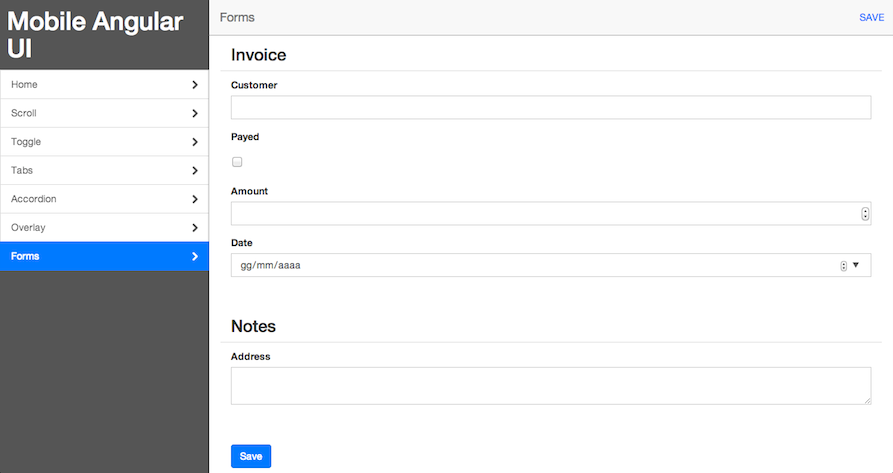 Mobile Angular
UI
Home
Scroll
Toggle
Tabs
Accordion
Overlay
Forms
Forms
SAVE
Invoice
Customer
Payed
Amount
Date
gg/mm/aaaa
Notes
Address
Save